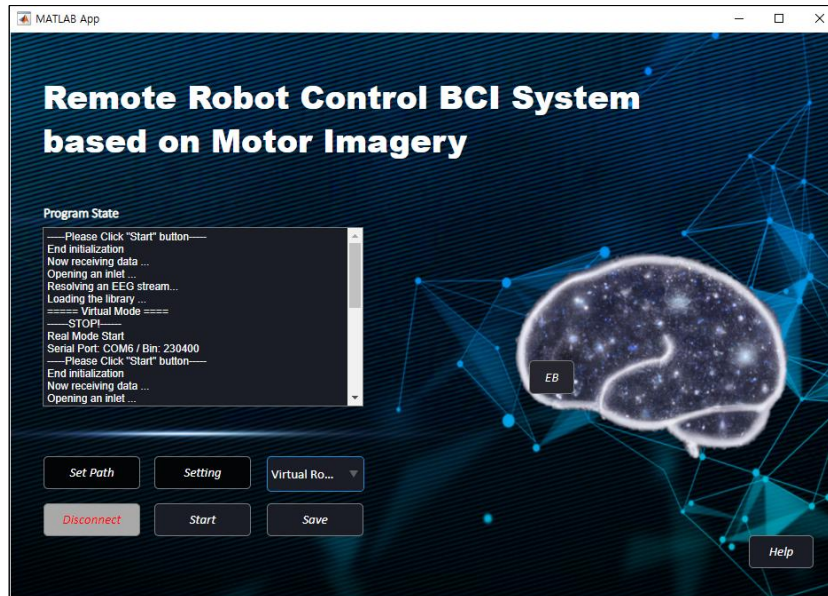 MATLAB App
Remote Robot Control BCI System
based on Motor Imagery
Program State
-----Please Click "Start" button-----
End initialization
Now receiving data ...
Opening an inlet ...
Resolving an EEG stream...
Loading the library ...
===== Virtual Mode ====
------STOP!------
Real Mode Start
Serial Port: COM6 / Bin: 230400
-----Please Click "Start" button-----
End initialization
Now receiving data ...
Opening an inlet ...
EB
Set Path
Setting
Virtual Ro...
Disconnect
Start
Save
Help